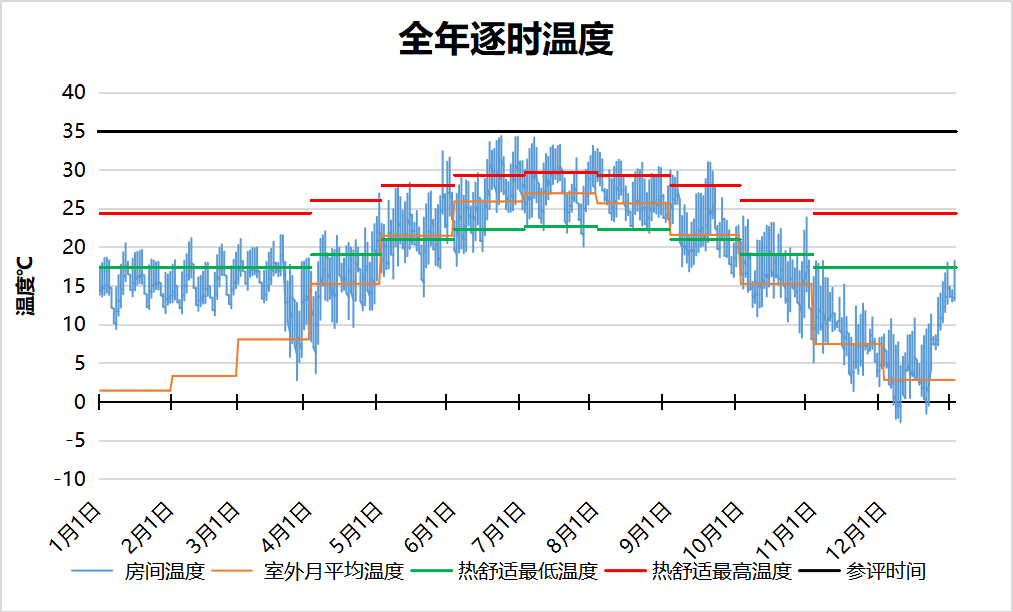 全年逐时温度
40
35
30
25
20
15
10
5
0
-5
-10
温度℃
1月1日
2月1日
3月1日
4月1日
5月1日
6月1日
7月1日
8月1日
9月1日
10月1日
11月1日
12月1日
房间温度 室外月平均温度 热舒适最低温度 热舒适最高温度 参评时间